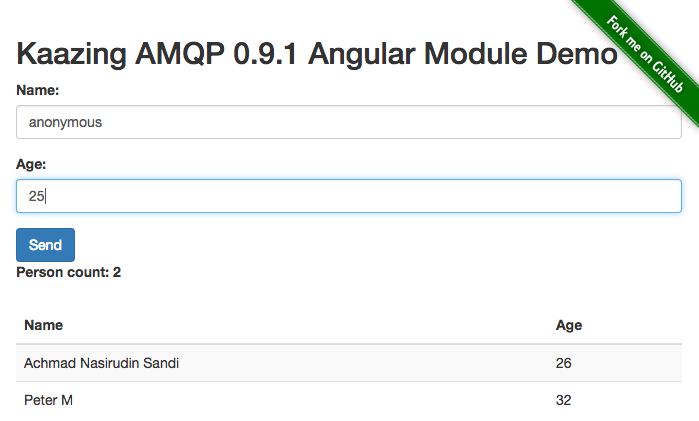 Fork me on GitHub
Kaazing AMQP 0.9.1 Angular Module Demo
Name:
anonymous
Age:
25
Send
Person count: 2
Name Age
Achmad Nasirudin Sandi 26
Peter M 32